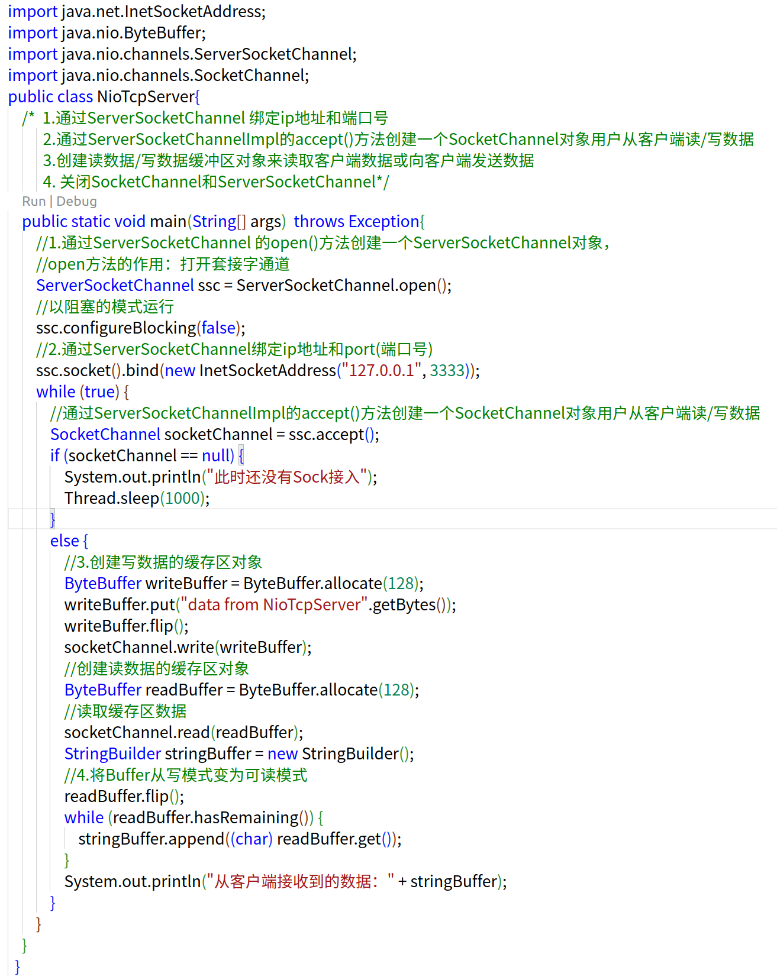 import java.net.InetSocketAddress;
import java.nio.ByteBuffer;
import java.nio.channels.ServerSocketChannel;
import java.nio.channels.SocketChannel;
public class NioTcpServer{
/* 1.通过ServerSocketChannel 绑定ip地址和端口号
2.通过ServerSocketChannelImpl的accept()方法创建一个SocketChannel对象用户从客户端读/写数据
3.创建读数据/写数据缓冲区对象来读取客户端数据或向客户端发送数据
4. 关闭SocketChannel和ServerSocketChannel*/
Run | Debug
public static void main(String[] args) throws Exception{
//1.通过ServerSocketChannel 的open()方法创建一个ServerSocketChannel对象，
//open方法的作用：打开套接字通道
ServerSocketChannel ssc = ServerSocketChannel.open();
//以阻塞的模式运行
ssc.configureBlocking(false);
//2.通过ServerSocketChannel绑定ip地址和port(端口号)
ssc.socket().bind(new InetSocketAddress("127.0.0.1", 3333));
while (true) {
//通过ServerSocketChannelImpl的accept()方法创建一个SocketChannel对象用户从客户端读/写数据
SocketChannel socketChannel = ssc.accept();
if (socketChannel == null) {
System.out.println("此时还没有Sock接入");
Thread.sleep(1000);
}
else {
//3.创建写数据的缓存区对象
ByteBuffer writeBuffer = ByteBuffer.allocate(128);
writeBuffer.put("data from NioTcpServer".getBytes());
writeBuffer.flip();
socketChannel.write(writeBuffer);
//创建读数据的缓存区对象
ByteBuffer readBuffer = ByteBuffer.allocate(128);
//读取缓存区数据
socketChannel.read(readBuffer);
StringBuilder stringBuffer = new StringBuilder();
//4.将Buffer从写模式变为可读模式
readBuffer.flip();
while (readBuffer.hasRemaining()) {
stringBuffer.append((char) readBuffer.get());
}
System.out.println("从客户端接收到的数据：" + stringBuffer);
}
}
}
}